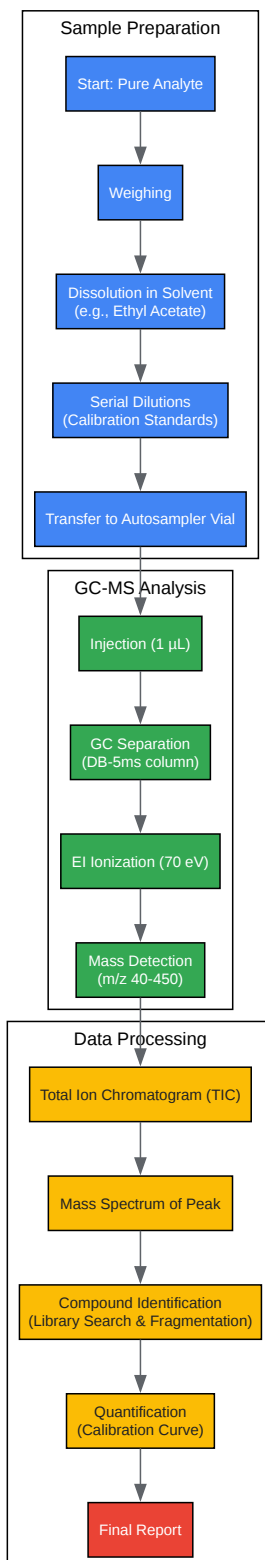 Sample Preparation
Start: Pure Analyte
Weighing
Dissolution in Solvent
(e.g., Ethyl Acetate)
Serial Dilutions
(Calibration Standards)
Transfer to Autosampler Vial
GC-MS Analysis
Injection (1 µL)
GC Separation
(DB-5ms column)
EI Ionization (70 eV)
Mass Detection
(m/z 40-450)
Data Processing
Total Ion Chromatogram (TIC)
Mass Spectrum of Peak
Compound Identification
(Library Search & Fragmentation)
Quantification
(Calibration Curve)
Final Report